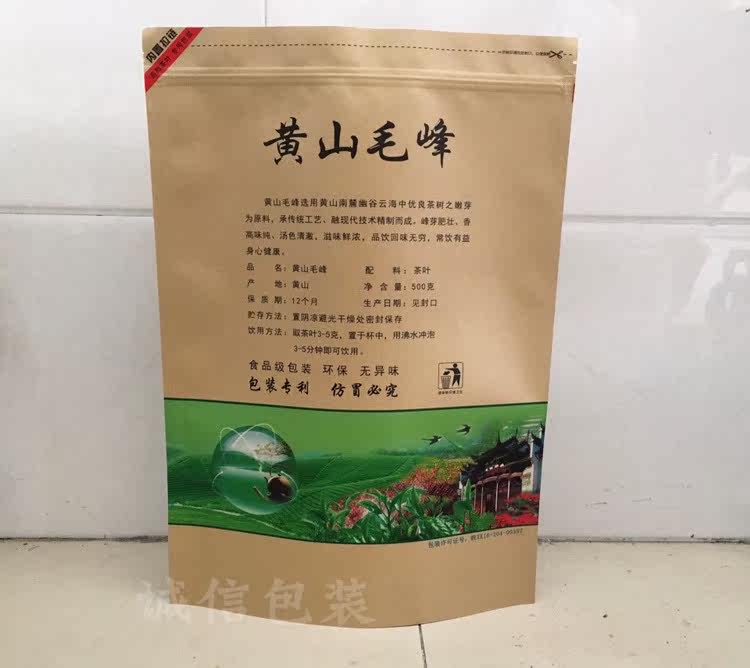 内置拉链
黄山毛峰
黄山毛峰选用黄山南麓幽谷云海中优良茶树之嫩芽
为原料，承传统工艺、融现代技术精制而成。峰芽肥壮、香
高味纯、汤色清澈，滋味鲜浓，品饮回味无穷，常饮有益
身心健康。
品 名：黄山毛峰 配 料：茶叶
产 地：黄山 净 含 量：500克
保 质 期：12个月 生产日期：见封口
贮存方法：置阴凉避光干燥处密封保存
饮用方法：取茶叶3-5克，置于杯中，用沸水冲泡
3-5分钟即可饮用。
食品级包装 环保 无异味
包装专利 仿冒必究
诚信包装